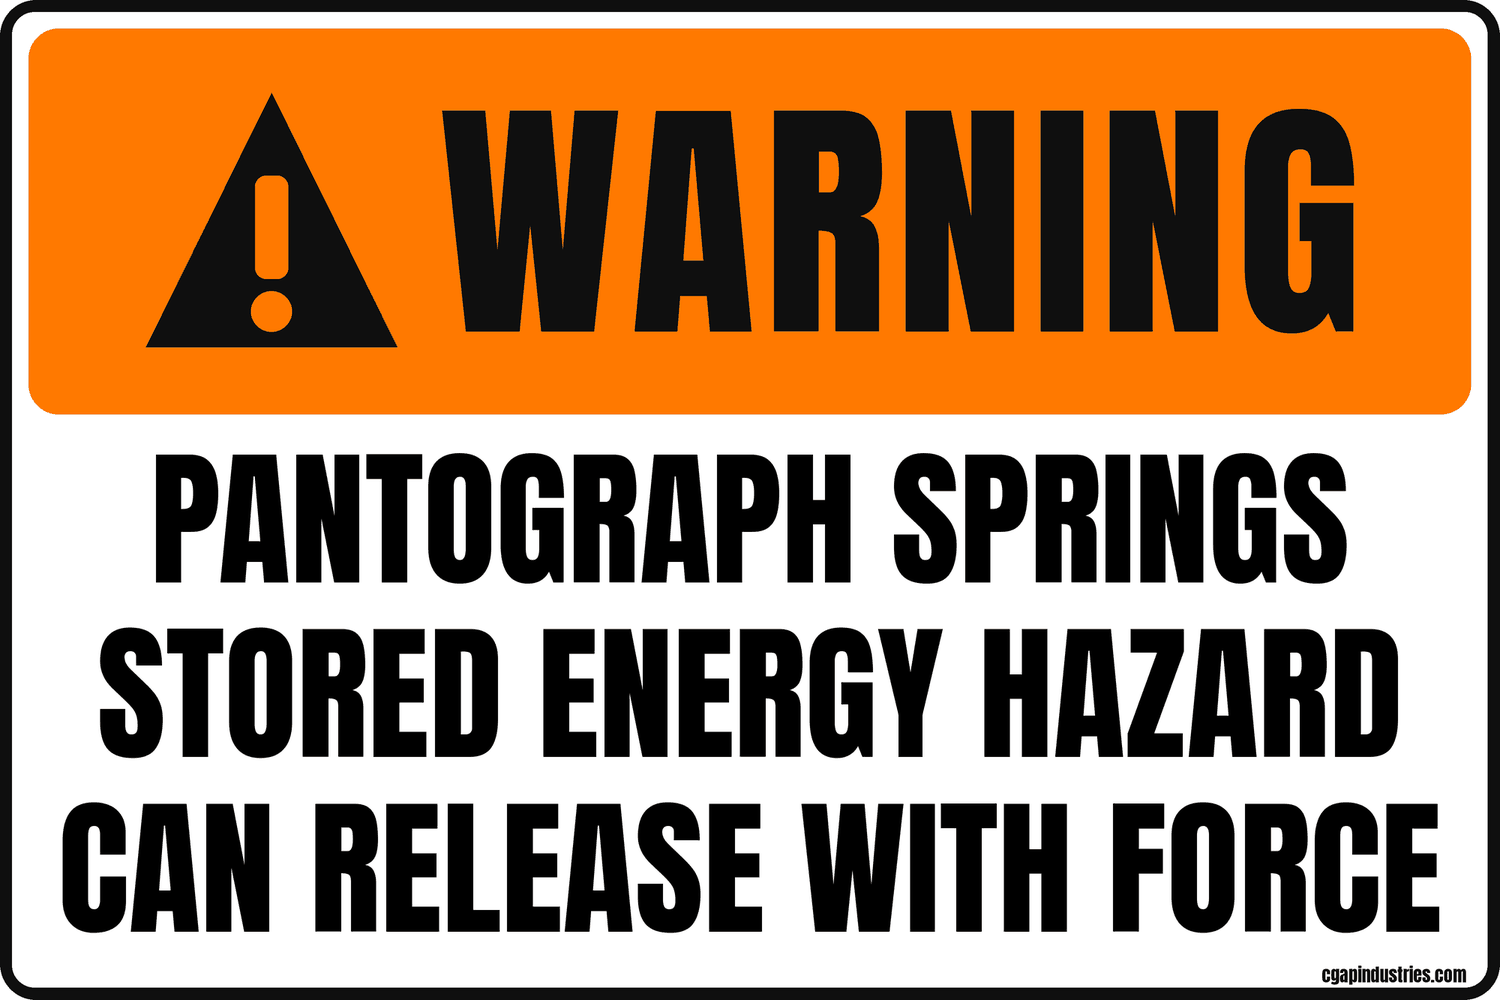 WARNING
PANTOGRAPH SPRINGS
STORED ENERGY HAZARD
CAN RELEASE WITH FORCE
cgapindustries.com